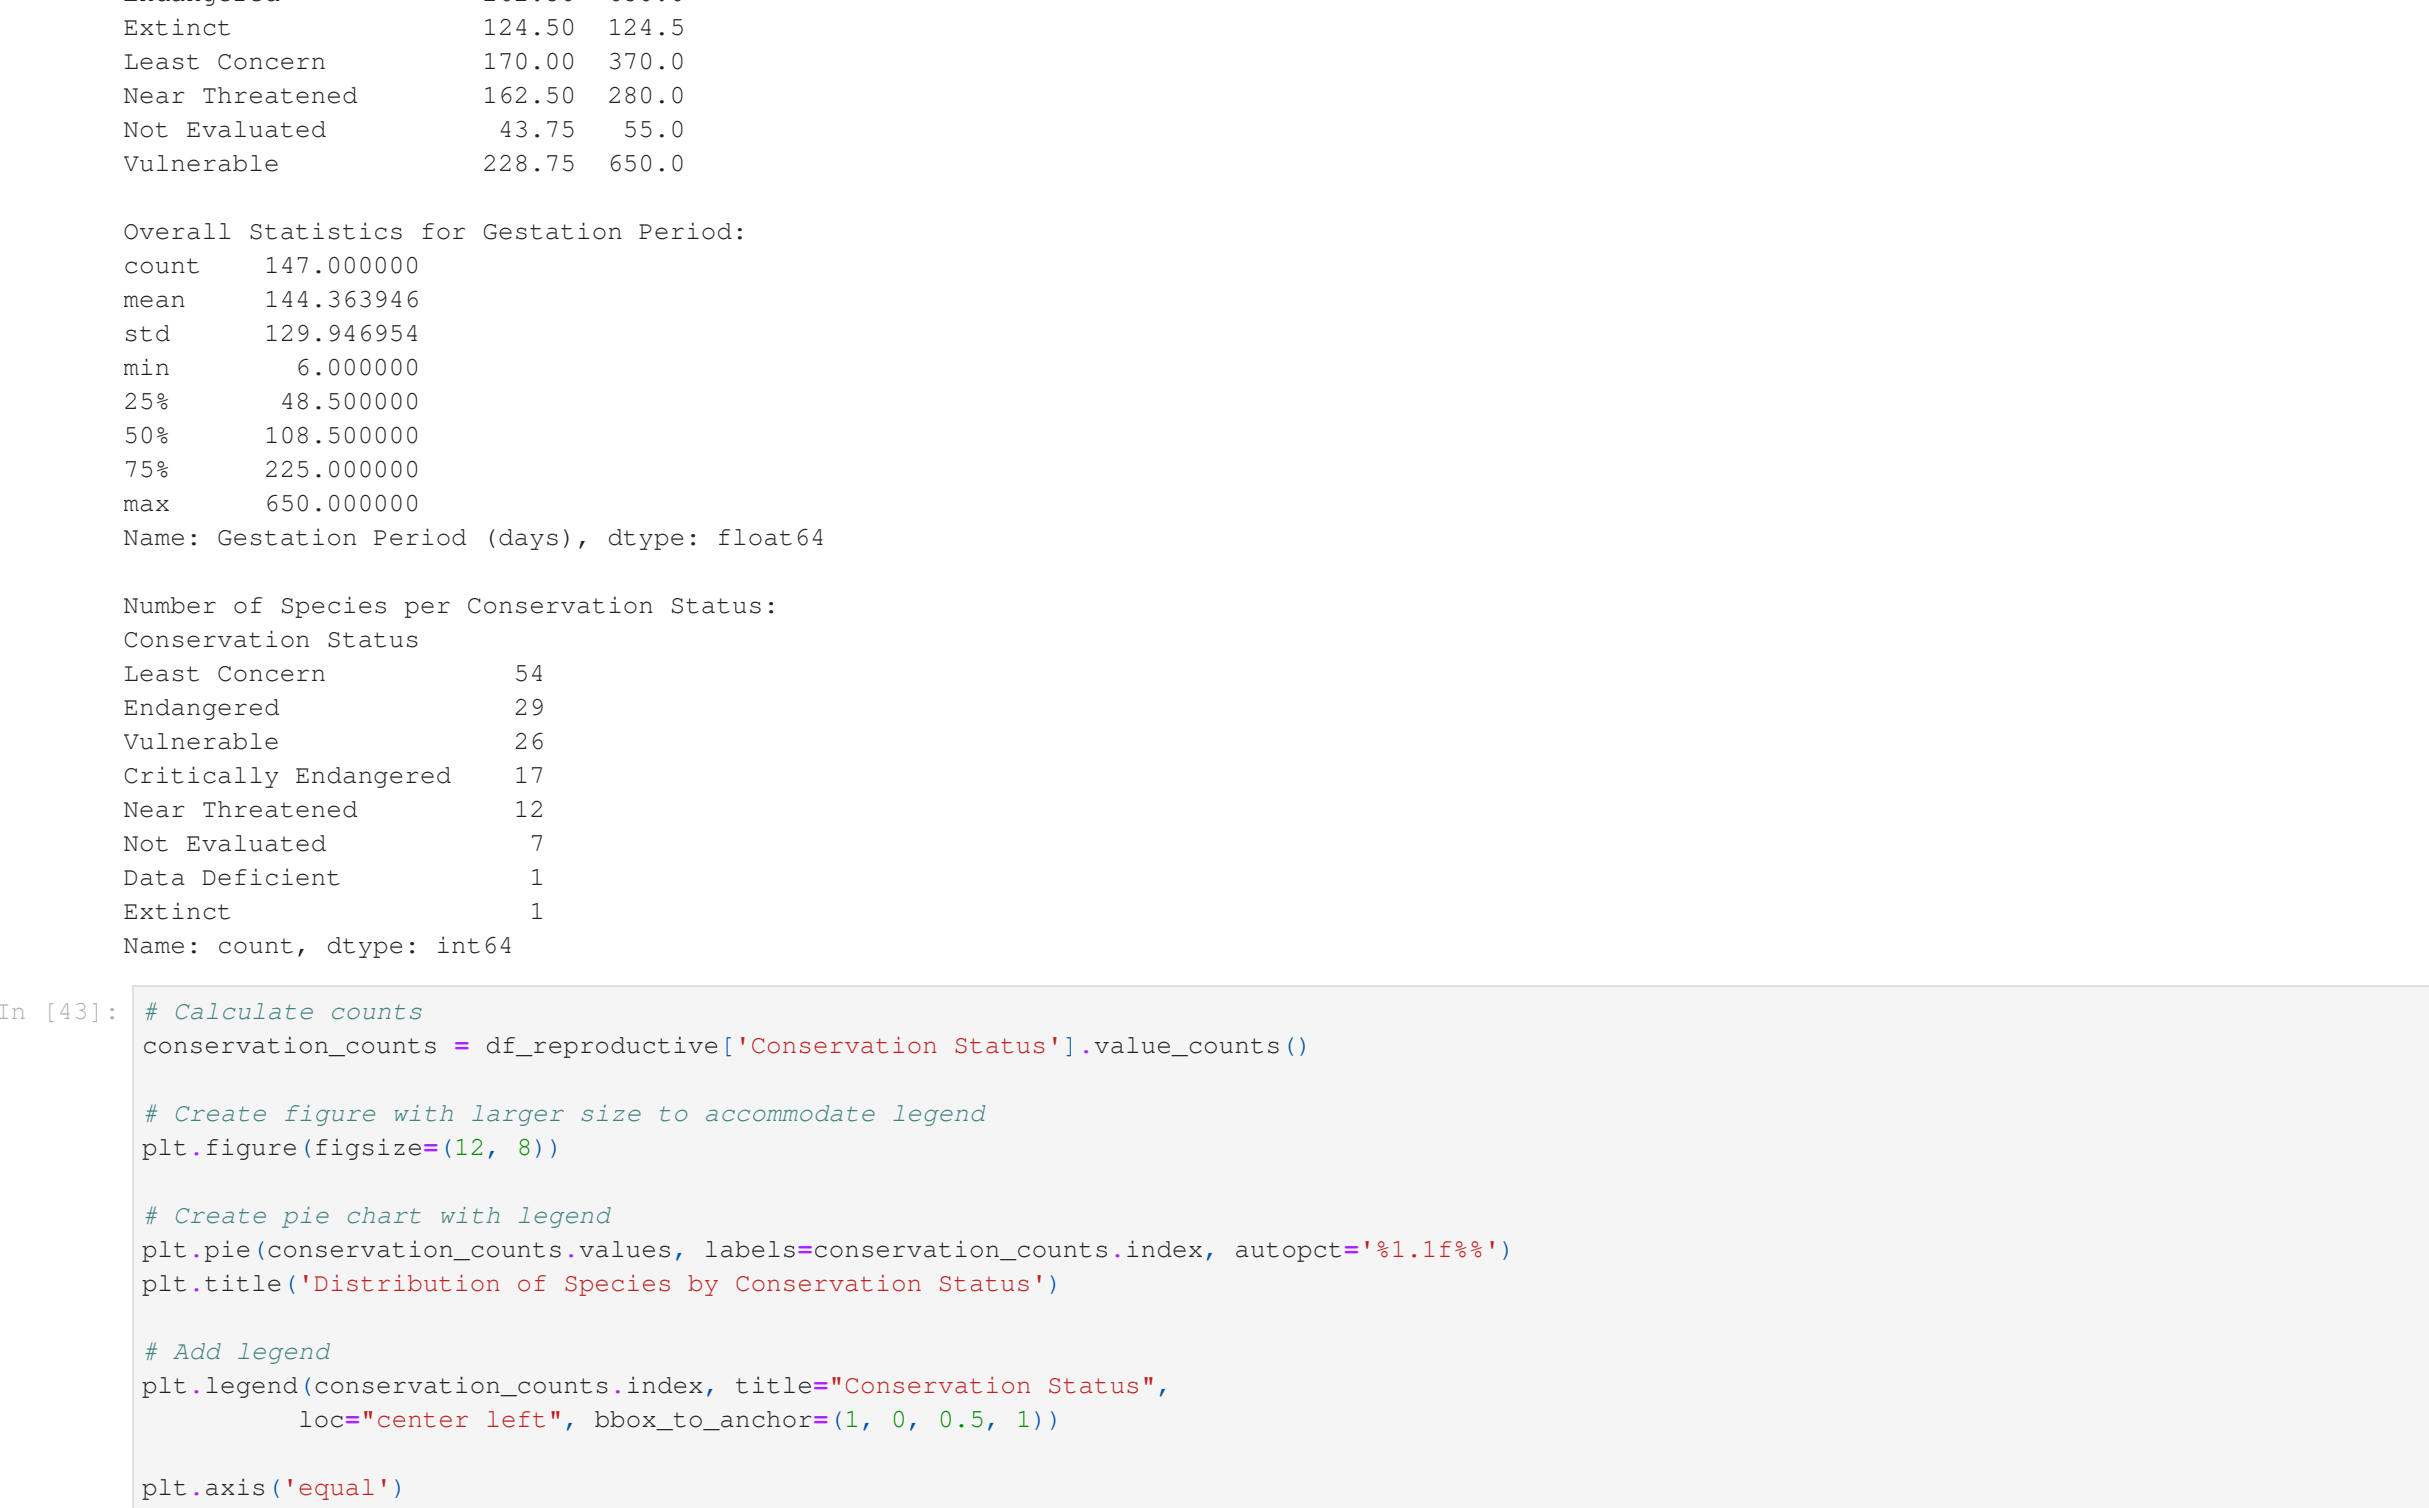 Extinct                124.50  124.5
Least Concern          170.00  370.0
Near Threatened        162.50  280.0
Not Evaluated           43.75   55.0
Vulnerable             228.75  650.0
Overall Statistics for Gestation Period:
count    147.000000
mean     144.363946
std      129.946954
min        6.000000
25%       48.500000
50%      108.500000
75%      225.000000
max      650.000000
Name: Gestation Period (days), dtype: float64
Number of Species per Conservation Status:
Conservation Status
Least Concern            54
Endangered               29
Vulnerable               26
Critically Endangered    17
Near Threatened          12
Not Evaluated             7
Data Deficient            1
Extinct                   1
Name: count, dtype: int64
In [43]: # Calculate counts
conservation_counts = df_reproductive['Conservation Status'].value_counts()
# Create figure with larger size to accommodate legend
plt.figure(figsize=(12, 8))
# Create pie chart with legend
plt.pie(conservation_counts.values, labels=conservation_counts.index, autopct='%1.1f%%')
plt.title('Distribution of Species by Conservation Status')
# Add legend
plt.legend(conservation_counts.index, title="Conservation Status",
          loc="center left", bbox_to_anchor=(1, 0, 0.5, 1))
plt.axis('equal')